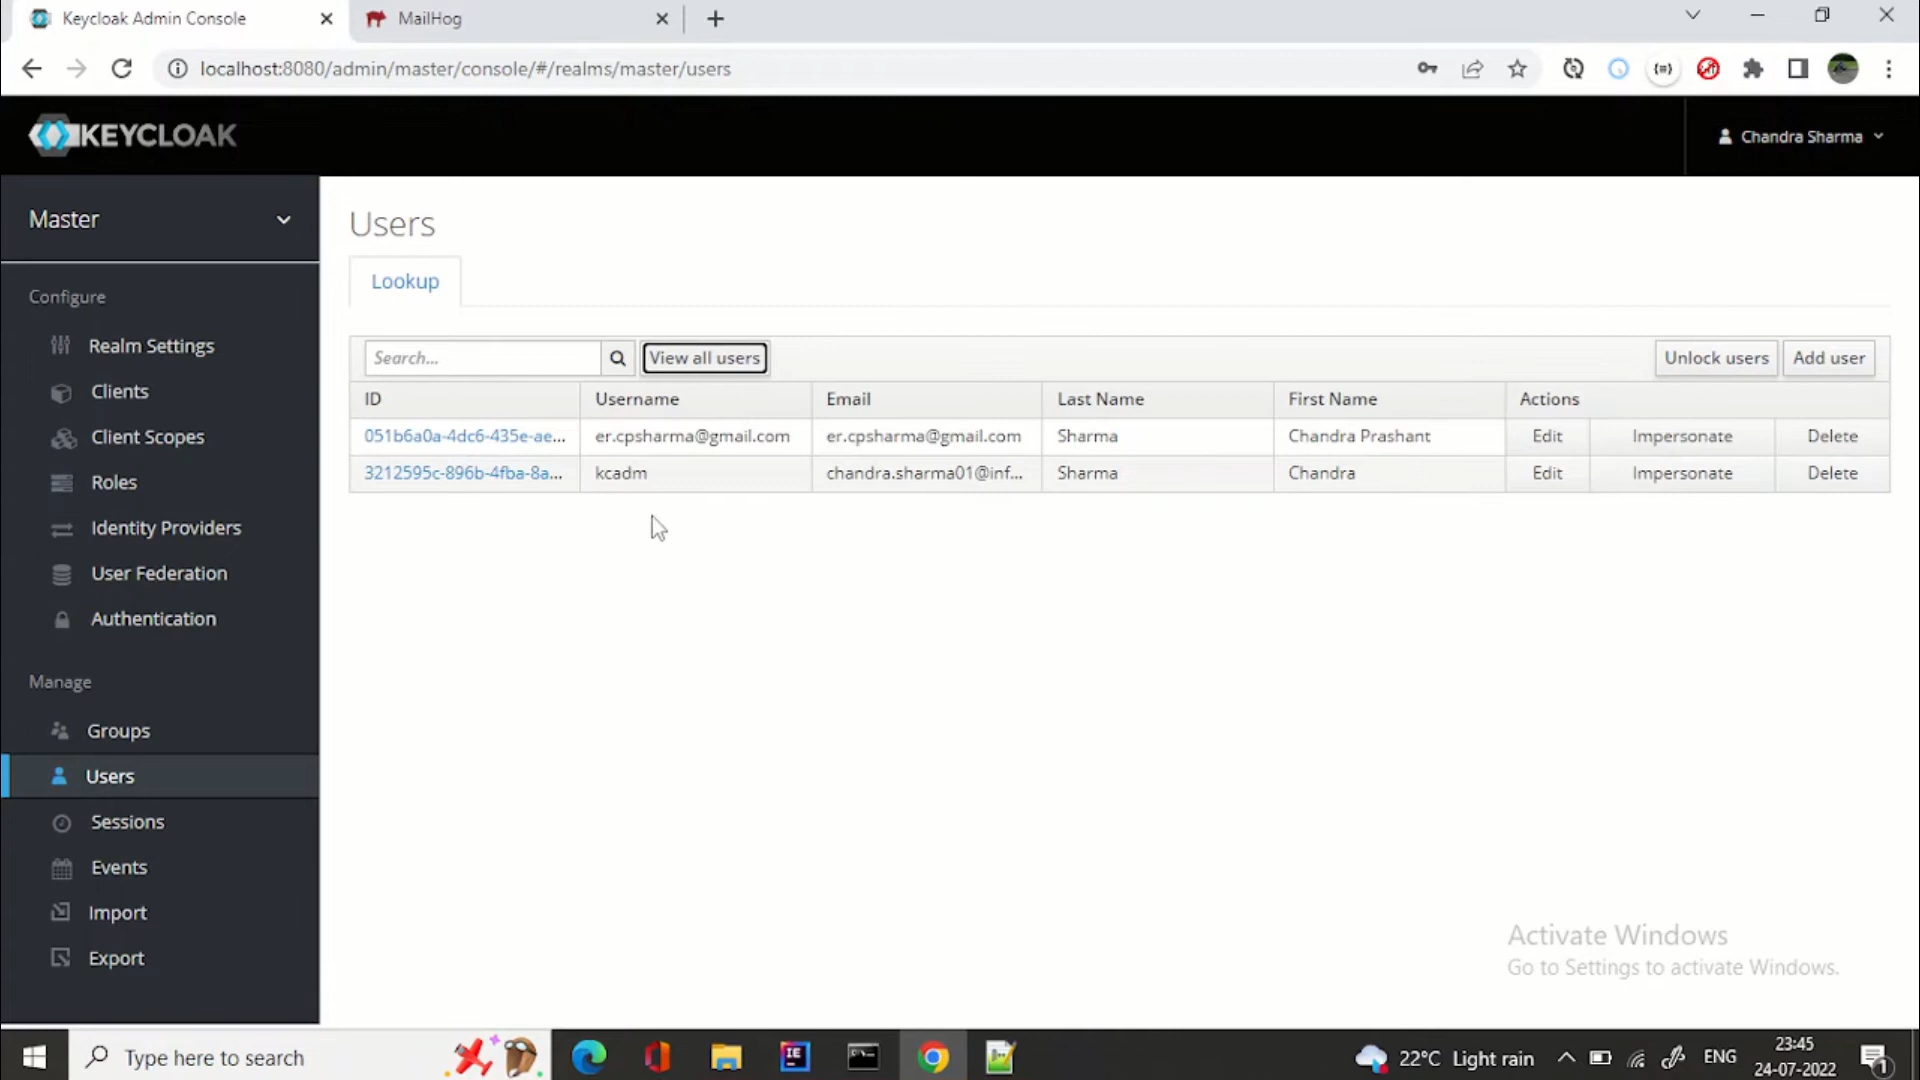 Keycloak Admin Console
MailHog
localhost:8080/admin/master/console/#/realms/master/users
KEYCLOAK
Chandra Sharma
Master
Users
Lookup
Configure
Realm Settings
Clients
Client Scopes
Roles
Identity Providers
User Federation
Authentication
Manage
Groups
Users
Sessions
Events
Import
Export
Search... View all users Unlock users Add user
ID Username Email Last Name First Name Actions
051b6a0a-4dc6-435e-ae... er.cpsharma@gmail.com er.cpsharma@gmail.com Sharma Chandra Prashant Edit Impersonate Delete
3212595c-896b-4fba-8a... kcadm chandra.sharma01@inf... Sharma Chandra Edit Impersonate Delete
Activate Windows
Go to Settings to activate Windows.
Type here to search
22°C Light rain
ENG
23:45
24-07-2022
1